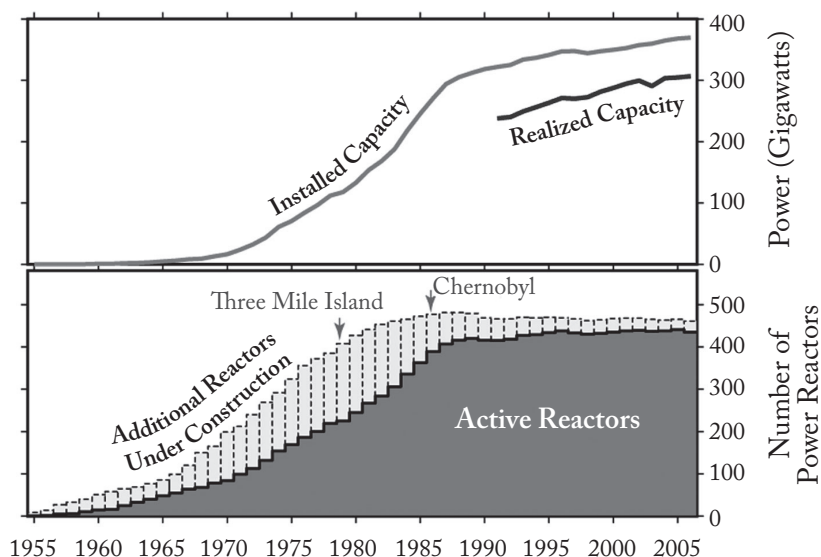 400
300
200
100
0
Power (Gigawatts)
Installed Capacity
Realized Capacity
Three Mile Island
Chernobyl
Additional Reactors
Under Construction
Active Reactors
500
400
300
200
100
0
Number of
Power Reactors
1955 1960 1965 1970 1975 1980 1985 1990 1995 2000 2005